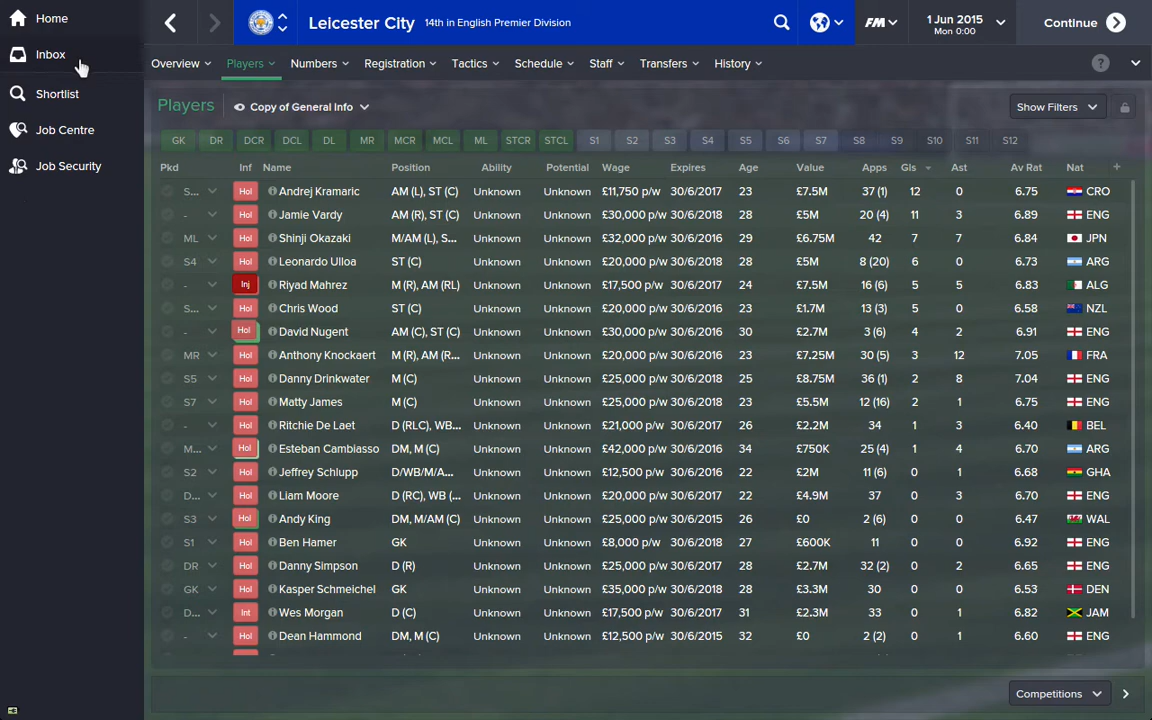 Home
Inbox
Shortlist
Job Centre
Job Security
Leicester City 14th in English Premier Division
FM
1 Jun 2015
Mon 0:00
Continue
Overview Players Numbers Registration Tactics Schedule Staff Transfers History ?
Players Copy of General Info Show Filters
GK DR DCR DCL DL MR MCR MCL ML STCR STCL S1 S2 S3 S4 S5 S6 S7 S8 S9 S10 S11 S12
Pkd Inf Name Position Ability Potential Wage Expires Age Value Apps Gls Ast Av Rat Nat +
S... Hol Andrej Kramaric AM (L), ST (C) Unknown Unknown £11,750 p/w 30/6/2017 23 £7.5M 37 (1) 12 0 6.75 CRO
- Hol Jamie Vardy AM (R), ST (C) Unknown Unknown £30,000 p/w 30/6/2018 28 £5M 20 (4) 11 3 6.89 ENG
ML Hol Shinji Okazaki M/AM (L), S... Unknown Unknown £32,000 p/w 30/6/2016 29 £6.75M 42 7 7 6.84 JPN
S4 Hol Leonardo Ulloa ST (C) Unknown Unknown £20,000 p/w 30/6/2018 28 £5M 8 (20) 6 0 6.73 ARG
- Inj Riyad Mahrez M (R), AM (RL) Unknown Unknown £17,500 p/w 30/6/2017 24 £7.5M 16 (6) 5 5 6.83 ALG
S... Hol Chris Wood ST (C) Unknown Unknown £20,000 p/w 30/6/2016 23 £1.7M 13 (3) 5 0 6.58 NZL
- Hol David Nugent AM (C), ST (C) Unknown Unknown £30,000 p/w 30/6/2016 30 £2.7M 3 (6) 4 2 6.91 ENG
MR Hol Anthony Knockaert M (R), AM (R... Unknown Unknown £20,000 p/w 30/6/2016 23 £7.25M 30 (5) 3 12 7.05 FRA
S5 Hol Danny Drinkwater M (C) Unknown Unknown £25,000 p/w 30/6/2018 25 £8.75M 36 (1) 2 8 7.04 ENG
S7 Hol Matty James M (C) Unknown Unknown £25,000 p/w 30/6/2018 23 £5.5M 12 (16) 2 1 6.75 ENG
- Hol Ritchie De Laet D (RLC), WB... Unknown Unknown £21,000 p/w 30/6/2018 26 £2.2M 34 1 3 6.40 BEL
M... Hol Esteban Cambiasso DM, M (C) Unknown Unknown £42,000 p/w 30/6/2016 34 £750K 25 (4) 1 4 6.70 ARG
S2 Hol Jeffrey Schlupp D/WB/M/A... Unknown Unknown £12,500 p/w 30/6/2016 22 £2M 11 (6) 0 1 6.68 GHA
D... Hol Liam Moore D (RC), WB (... Unknown Unknown £20,000 p/w 30/6/2017 22 £4.9M 37 0 3 6.70 ENG
S3 Hol Andy King DM, M/AM (C) Unknown Unknown £25,000 p/w 30/6/2015 26 £0 2 (6) 0 0 6.47 WAL
S1 Hol Ben Hamer GK Unknown Unknown £8,000 p/w 30/6/2018 27 £600K 11 0 0 6.92 ENG
DR Hol Danny Simpson D (R) Unknown Unknown £25,000 p/w 30/6/2017 28 £2.7M 32 (2) 0 2 6.65 ENG
GK Hol Kasper Schmeichel GK Unknown Unknown £35,000 p/w 30/6/2018 28 £3.3M 30 0 0 6.53 DEN
D... Int Wes Morgan D (C) Unknown Unknown £17,500 p/w 30/6/2017 31 £2.3M 33 0 1 6.82 JAM
- Hol Dean Hammond DM, M (C) Unknown Unknown £12,500 p/w 30/6/2015 32 £0 2 (2) 0 1 6.60 ENG
Competitions